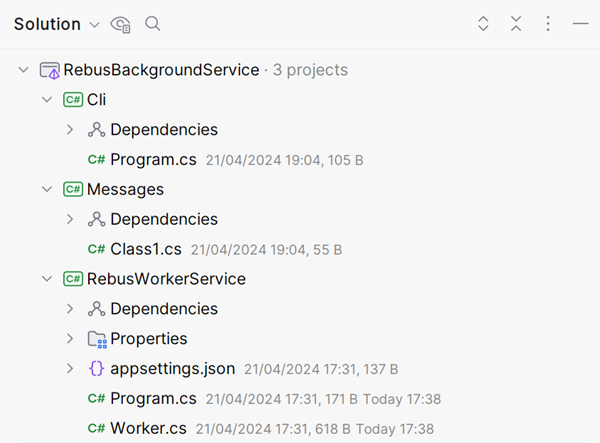 Solution
RebusBackgroundService · 3 projects
C# Cli
Dependencies
C# Program.cs 21/04/2024 19:04, 105 B
C# Messages
Dependencies
C# Class1.cs 21/04/2024 19:04, 55 B
C# RebusWorkerService
Dependencies
Properties
{} appsettings.json 21/04/2024 17:31, 137 B
C# Program.cs 21/04/2024 17:31, 171 B Today 17:38
C# Worker.cs 21/04/2024 17:31, 618 B Today 17:38